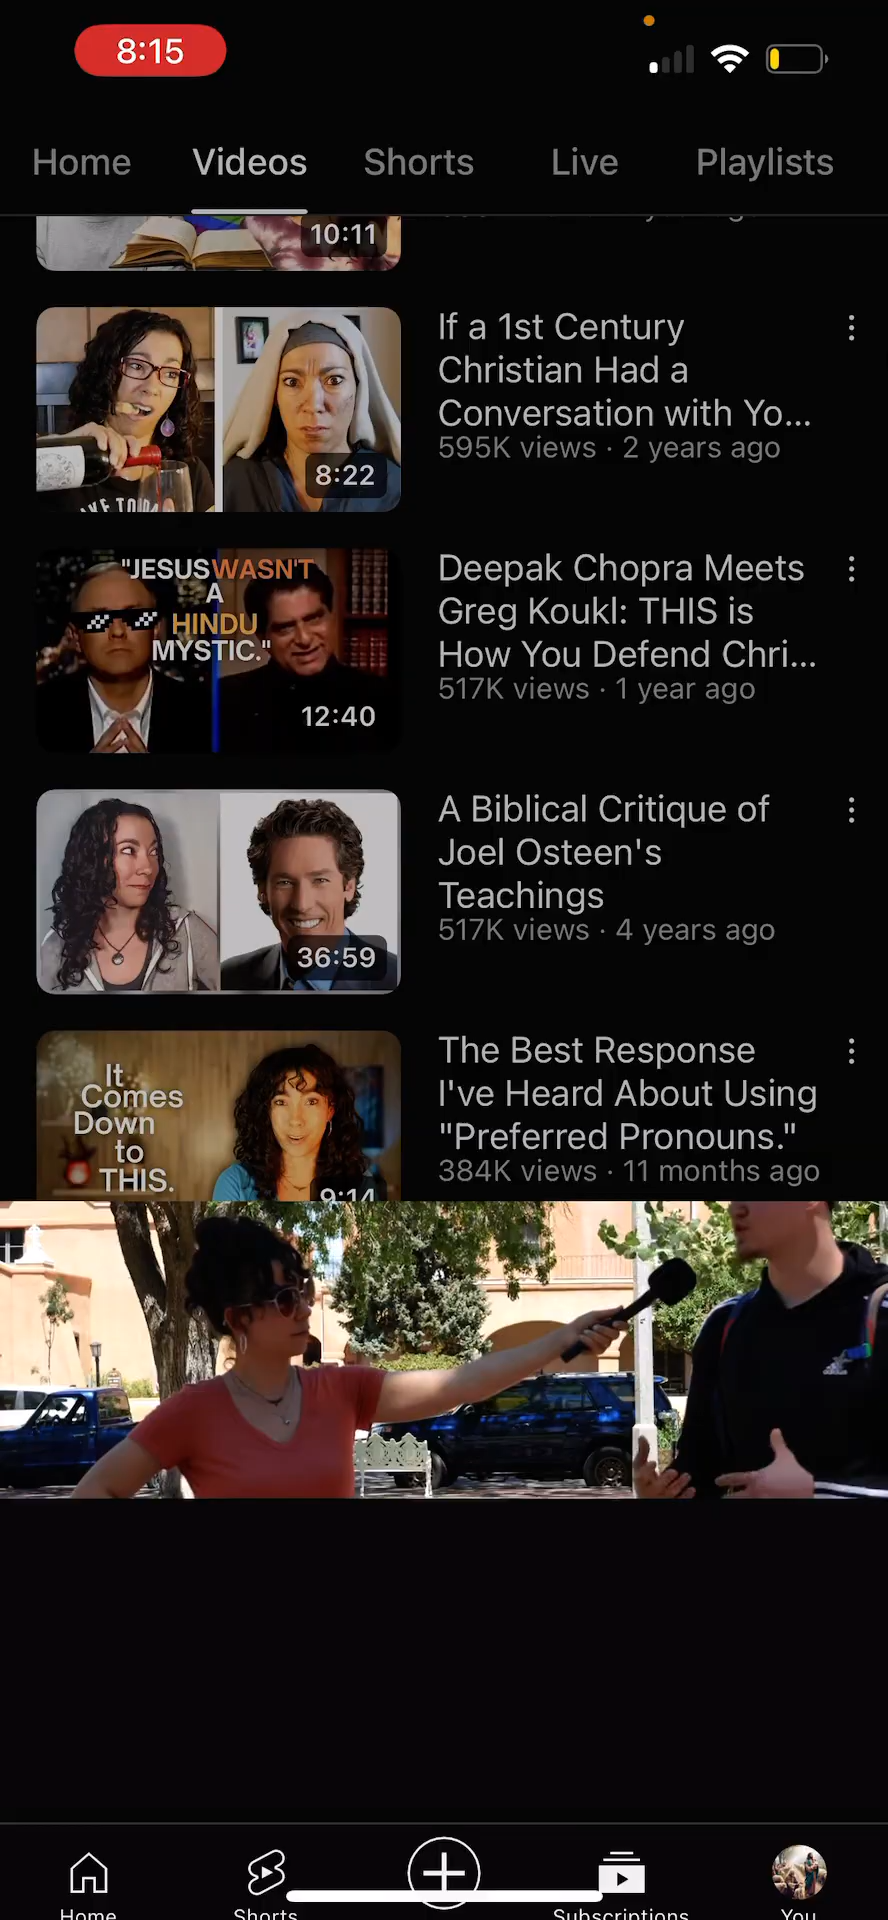 8:15
Home Videos Shorts Live Playlists
10:11
If a 1st Century
Christian Had a
Conversation with Yo...
595K views · 2 years ago
8:22
"JESUS WASN'T
A
HINDU
MYSTIC."
12:40
Deepak Chopra Meets
Greg Koukl: THIS is
How You Defend Chri...
517K views · 1 year ago
36:59
A Biblical Critique of
Joel Osteen's
Teachings
517K views · 4 years ago
It
Comes
Down
to
THIS.
9:14
The Best Response
I've Heard About Using
"Preferred Pronouns."
384K views · 11 months ago
adidas
Home Shorts Subscriptions You